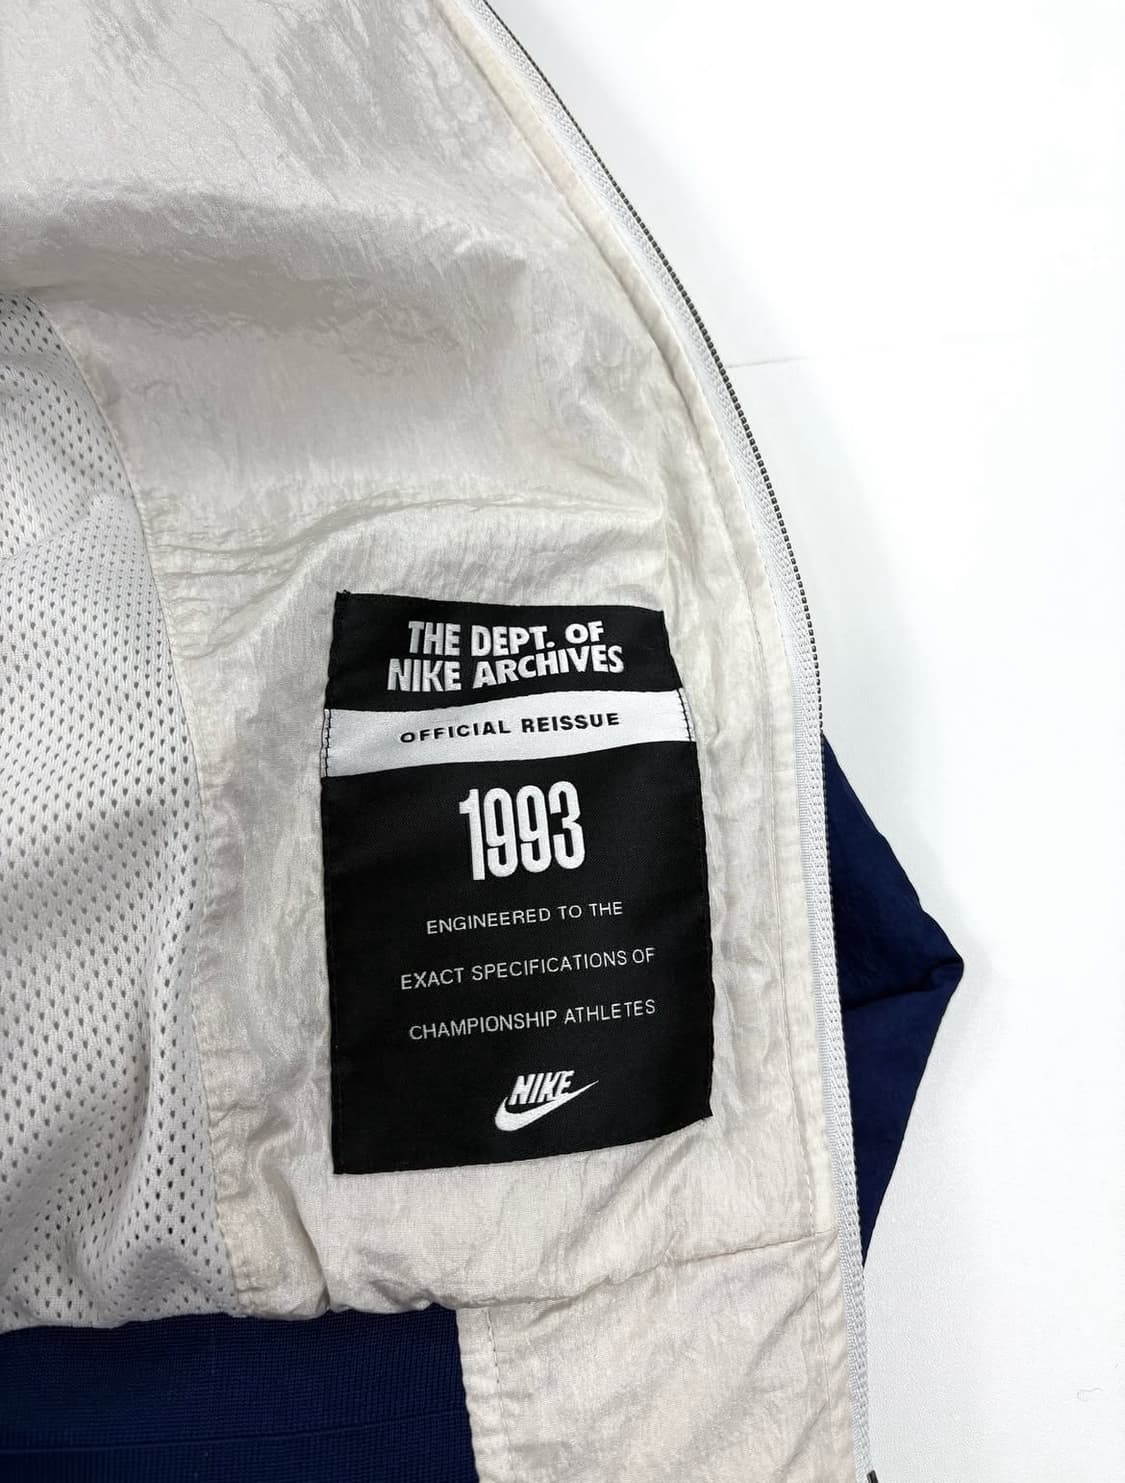 THE DEPT. OF
NIKE ARCHIVES
OFFICIAL REISSUE
1993
ENGINEERED TO THE
EXACT SPECIFICATIONS OF
CHAMPIONSHIP ATHLETES
NIKE